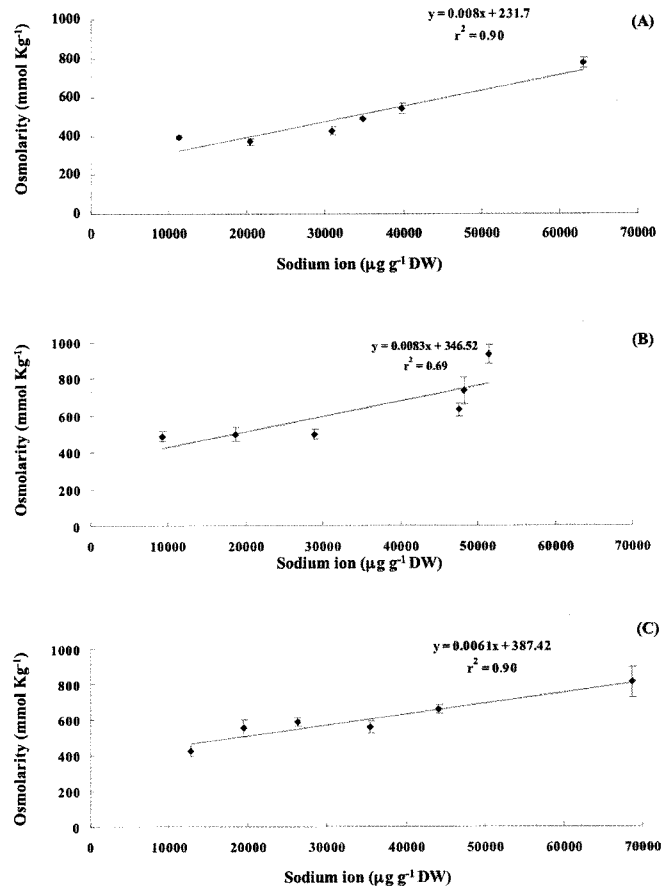 y = 0.008x + 231.7
r² = 0.90
(A)
Osmolarity (mmol Kg⁻¹)
1000
800
600
400
200
0
0 10000 20000 30000 40000 50000 60000 70000
Sodium ion (µg g⁻¹ DW)
y = 0.0083x + 346.52
r² = 0.69
(B)
Osmolarity (mmol Kg⁻¹)
1000
800
600
400
200
0
0 10000 20000 30000 40000 50000 60000 70000
Sodium ion (µg g⁻¹ DW)
y = 0.0061x + 387.42
r² = 0.90
(C)
Osmolarity (mmol Kg⁻¹)
1000
800
600
400
200
0
0 10000 20000 30000 40000 50000 60000 70000
Sodium ion (µg g⁻¹ DW)